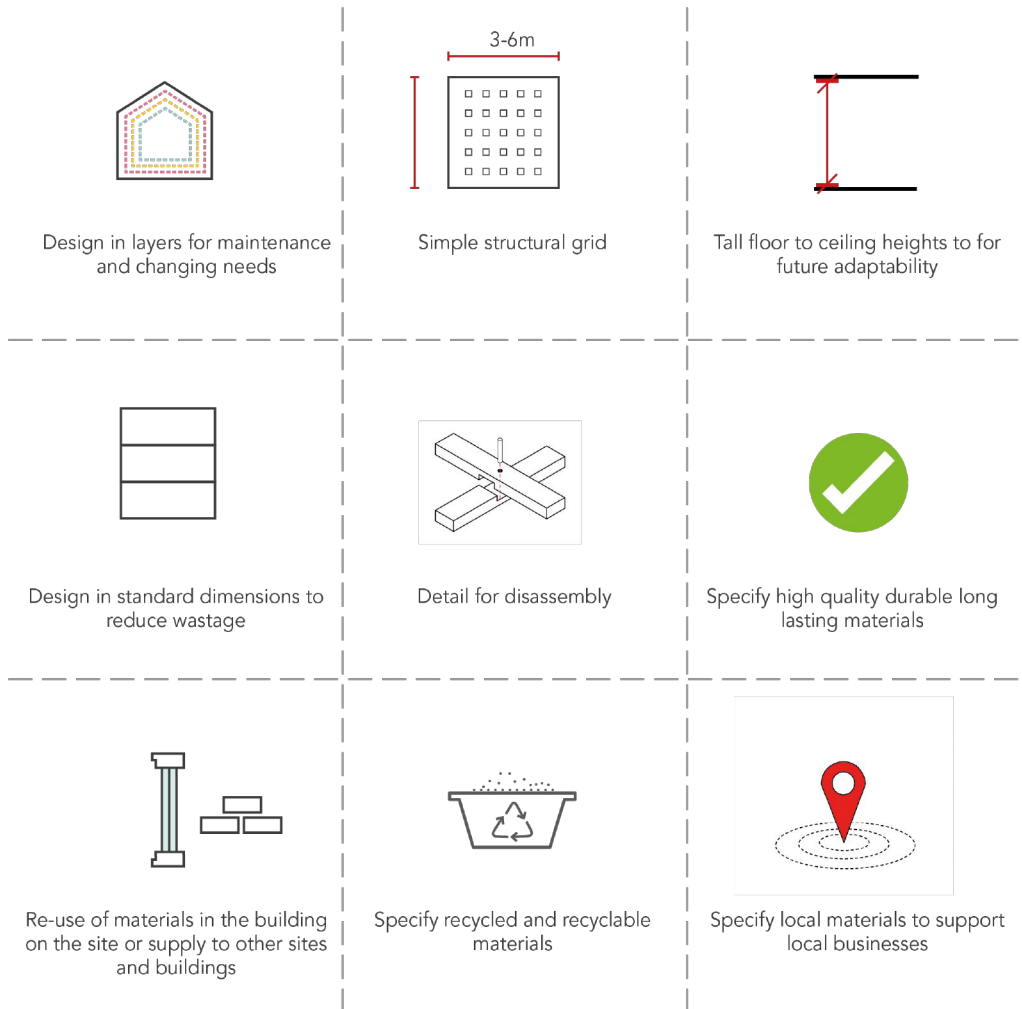 3-6m
Design in layers for maintenance
and changing needs
Simple structural grid
Tall floor to ceiling heights to for
future adaptability
Design in standard dimensions to
reduce wastage
Detail for disassembly
Specify high quality durable long
lasting materials
Re-use of materials in the building
on the site or supply to other sites
and buildings
Specify recycled and recyclable
materials
Specify local materials to support
local businesses